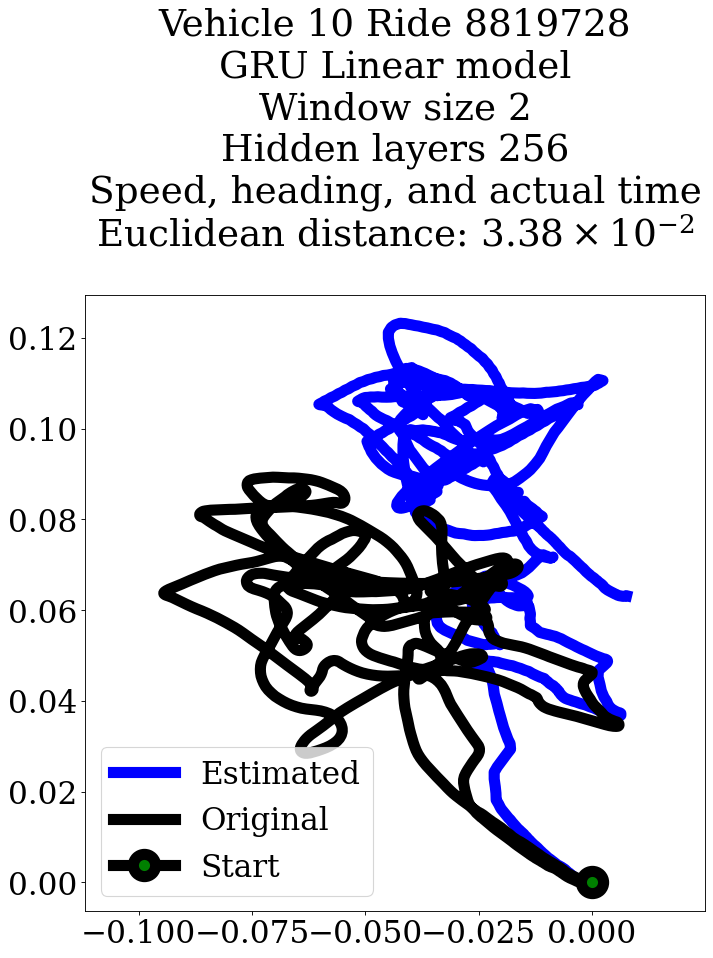 Vehicle 10 Ride 8819728
GRU Linear model
Window size 2
Hidden layers 256
Speed, heading, and actual time
Euclidean distance: 3.38 × 10⁻²
0.12
0.10
0.08
0.06
0.04
0.02
0.00
Estimated
Original
Start
−0.100 −0.075 −0.050 −0.025 0.000